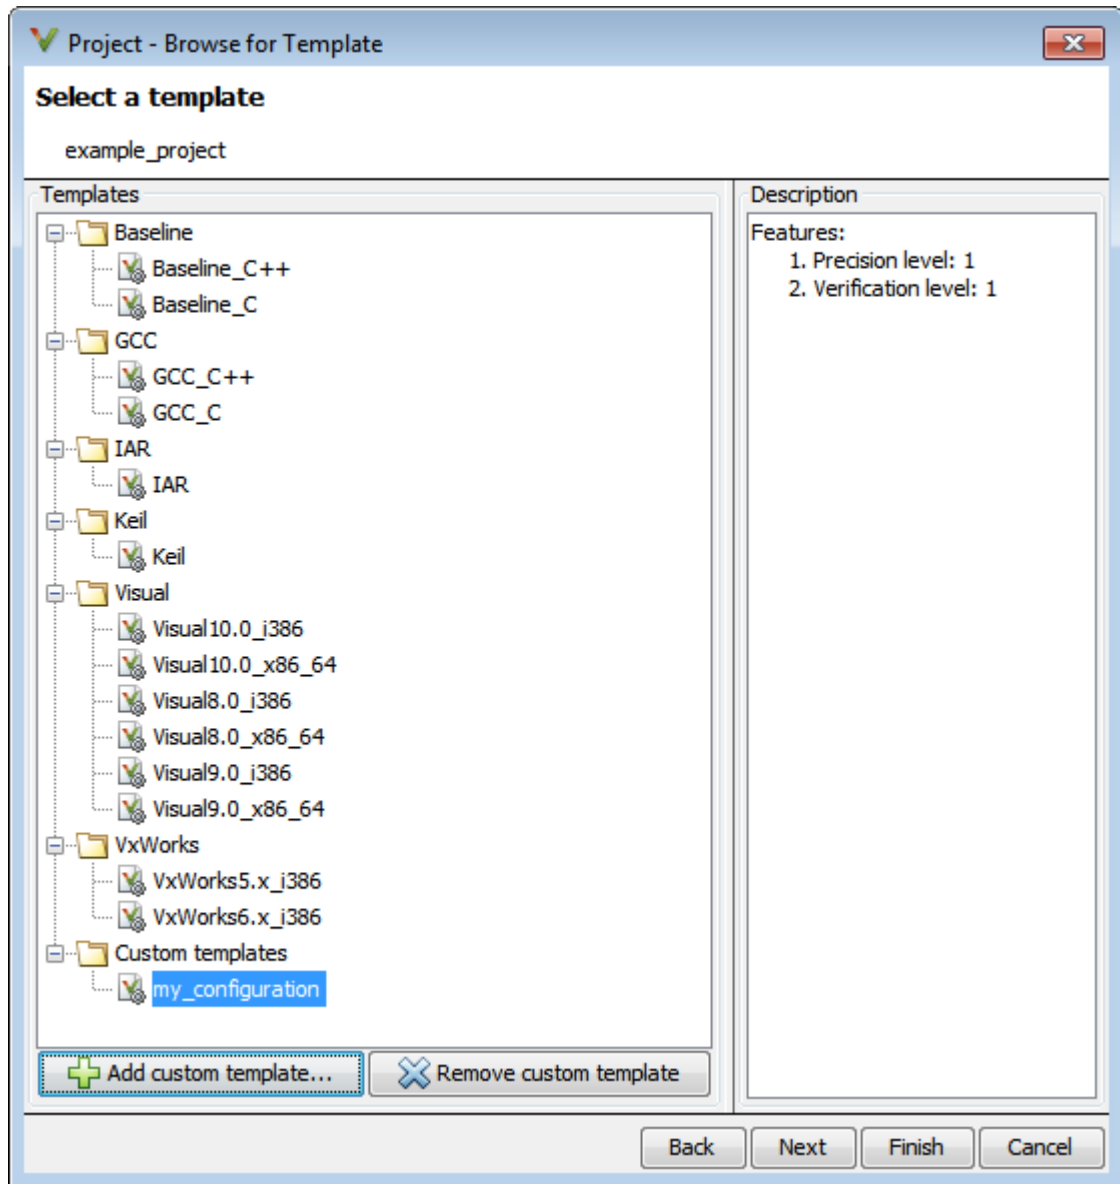 Project - Browse for Template
Select a template
example_project
Templates
Baseline
Baseline_C++
Baseline_C
GCC
GCC_C++
GCC_C
IAR
IAR
Keil
Keil
Visual
Visual10.0_i386
Visual10.0_x86_64
Visual8.0_i386
Visual8.0_x86_64
Visual9.0_i386
Visual9.0_x86_64
VxWorks
VxWorks5.x_i386
VxWorks6.x_i386
Custom templates
my_configuration
Add custom template...
Remove custom template
Description
Features:
1. Precision level: 1
2. Verification level: 1
Back
Next
Finish
Cancel